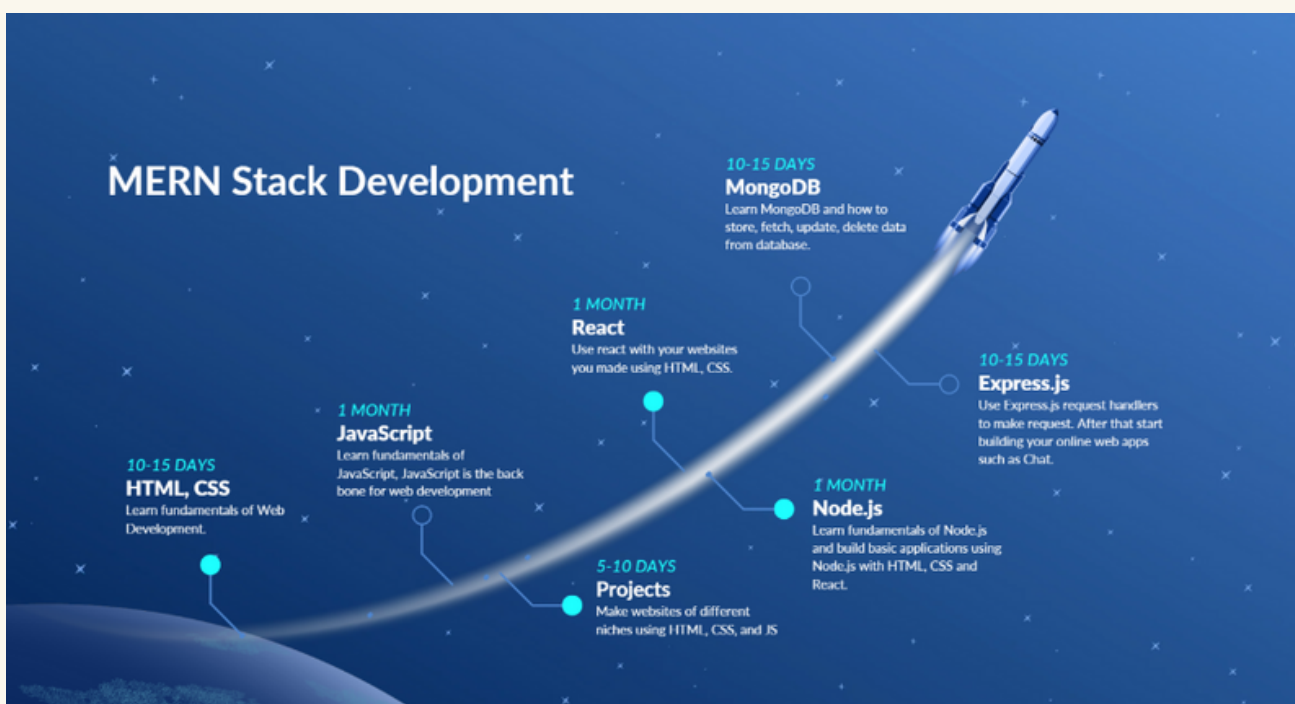 MERN Stack Development
10-15 DAYS
HTML, CSS
Learn fundamentals of Web
Development.
1 MONTH
JavaScript
Learn fundamentals of
JavaScript, JavaScript is the back
bone for web development
5-10 DAYS
Projects
Make websites of different
niches using HTML, CSS, and JS
1 MONTH
React
Use react with your websites
you made using HTML, CSS.
1 MONTH
Node.js
Learn fundamentals of Node.js
and build basic applications using
Node.js with HTML, CSS and
React.
10-15 DAYS
MongoDB
Learn MongoDB and how to
store, fetch, update, delete data
from database.
10-15 DAYS
Express.js
Use Express.js request handlers
to make request. After that start
building your online web apps
such as Chat.